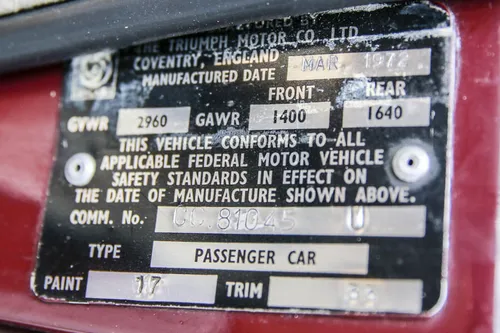 BY
THE TRIUMPH MOTOR CO. LTD.
COVENTRY, ENGLAND
MANUFACTURED DATE MAR 1972
FRONT REAR
GVWR 2960 GAWR 1400 1640
THIS VEHICLE CONFORMS TO ALL
APPLICABLE FEDERAL MOTOR VEHICLE
SAFETY STANDARDS IN EFFECT ON
THE DATE OF MANUFACTURE SHOWN ABOVE.
COMM. No. 81045 U
TYPE PASSENGER CAR
PAINT 17 TRIM